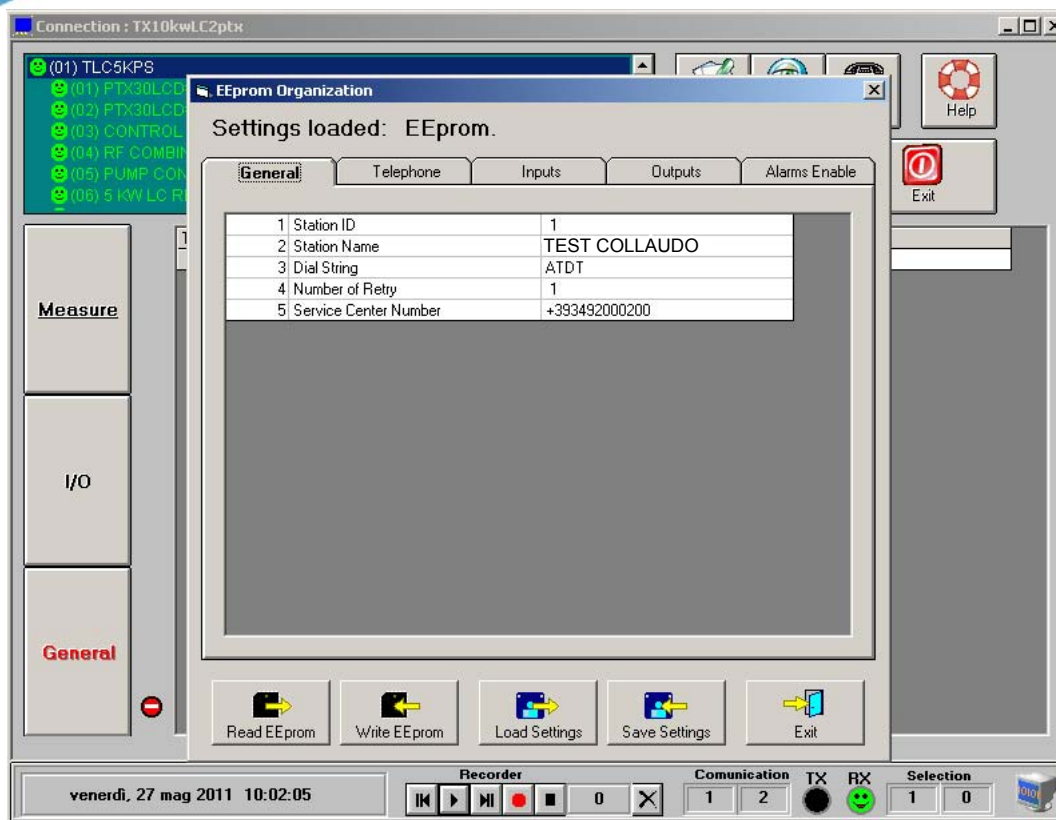 Connection : TX10kwLC2ptx
(01) TLC5KPS
(01) PTX30LCD
(02) PTX30LCD
(03) CONTROL
(04) RF COMBIN
(05) PUMP CON
(06) 5 KW LC R
Help
Exit
EEprom Organization
Settings loaded: EEprom.
General Telephone Inputs Outputs Alarms Enable
1 Station ID 1
2 Station Name TEST COLLAUDO
3 Dial String ATDT
4 Number of Retry 1
5 Service Center Number +393492000200
Measure
I/O
General
Read EEprom Write EEprom Load Settings Save Settings Exit
venerdì, 27 mag 2011 10:02:05
Recorder
0
Comunication
1 2
TX RX
Selection
1 0